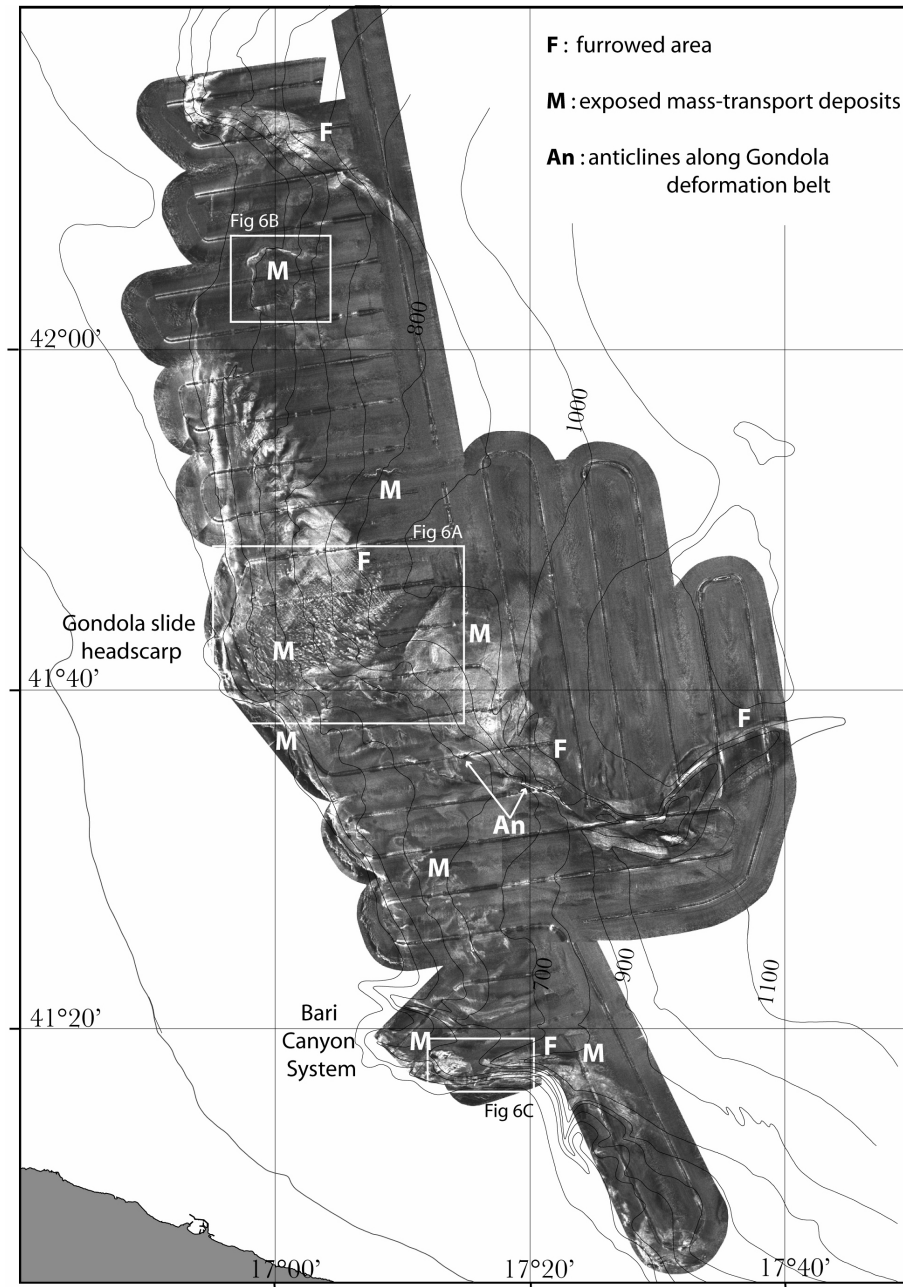 F : furrowed area
M : exposed mass-transport deposits
An : anticlines along Gondola
deformation belt
F
Fig 6B
M
800
42°00'
1000
M
Fig 6A
F
Gondola slide
headscarp
M
M
41°40'
F
M
F
An
M
700
900
1100
41°20'
Bari
Canyon
System
M
F
M
Fig 6C
17°00'
17°20'
17°40'